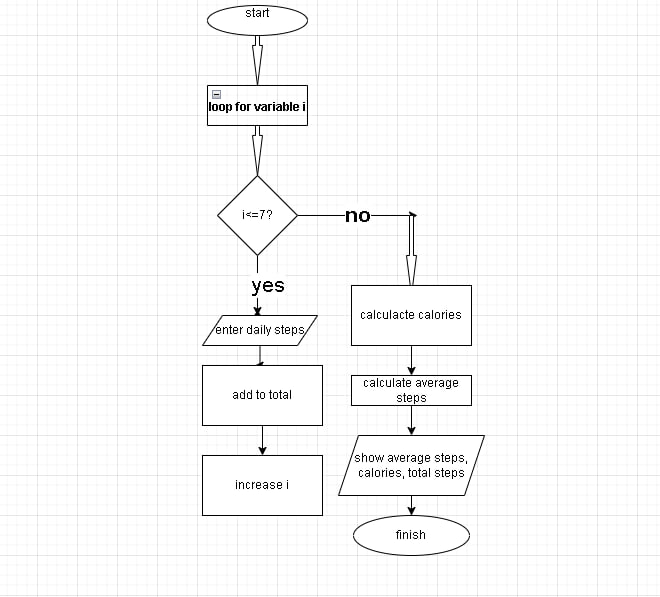 start
loop for variable i
i<=7?
no
yes
enter daily steps
add to total
increase i
calculacte calories
calculate average
steps
show average steps,
calories, total steps
finish